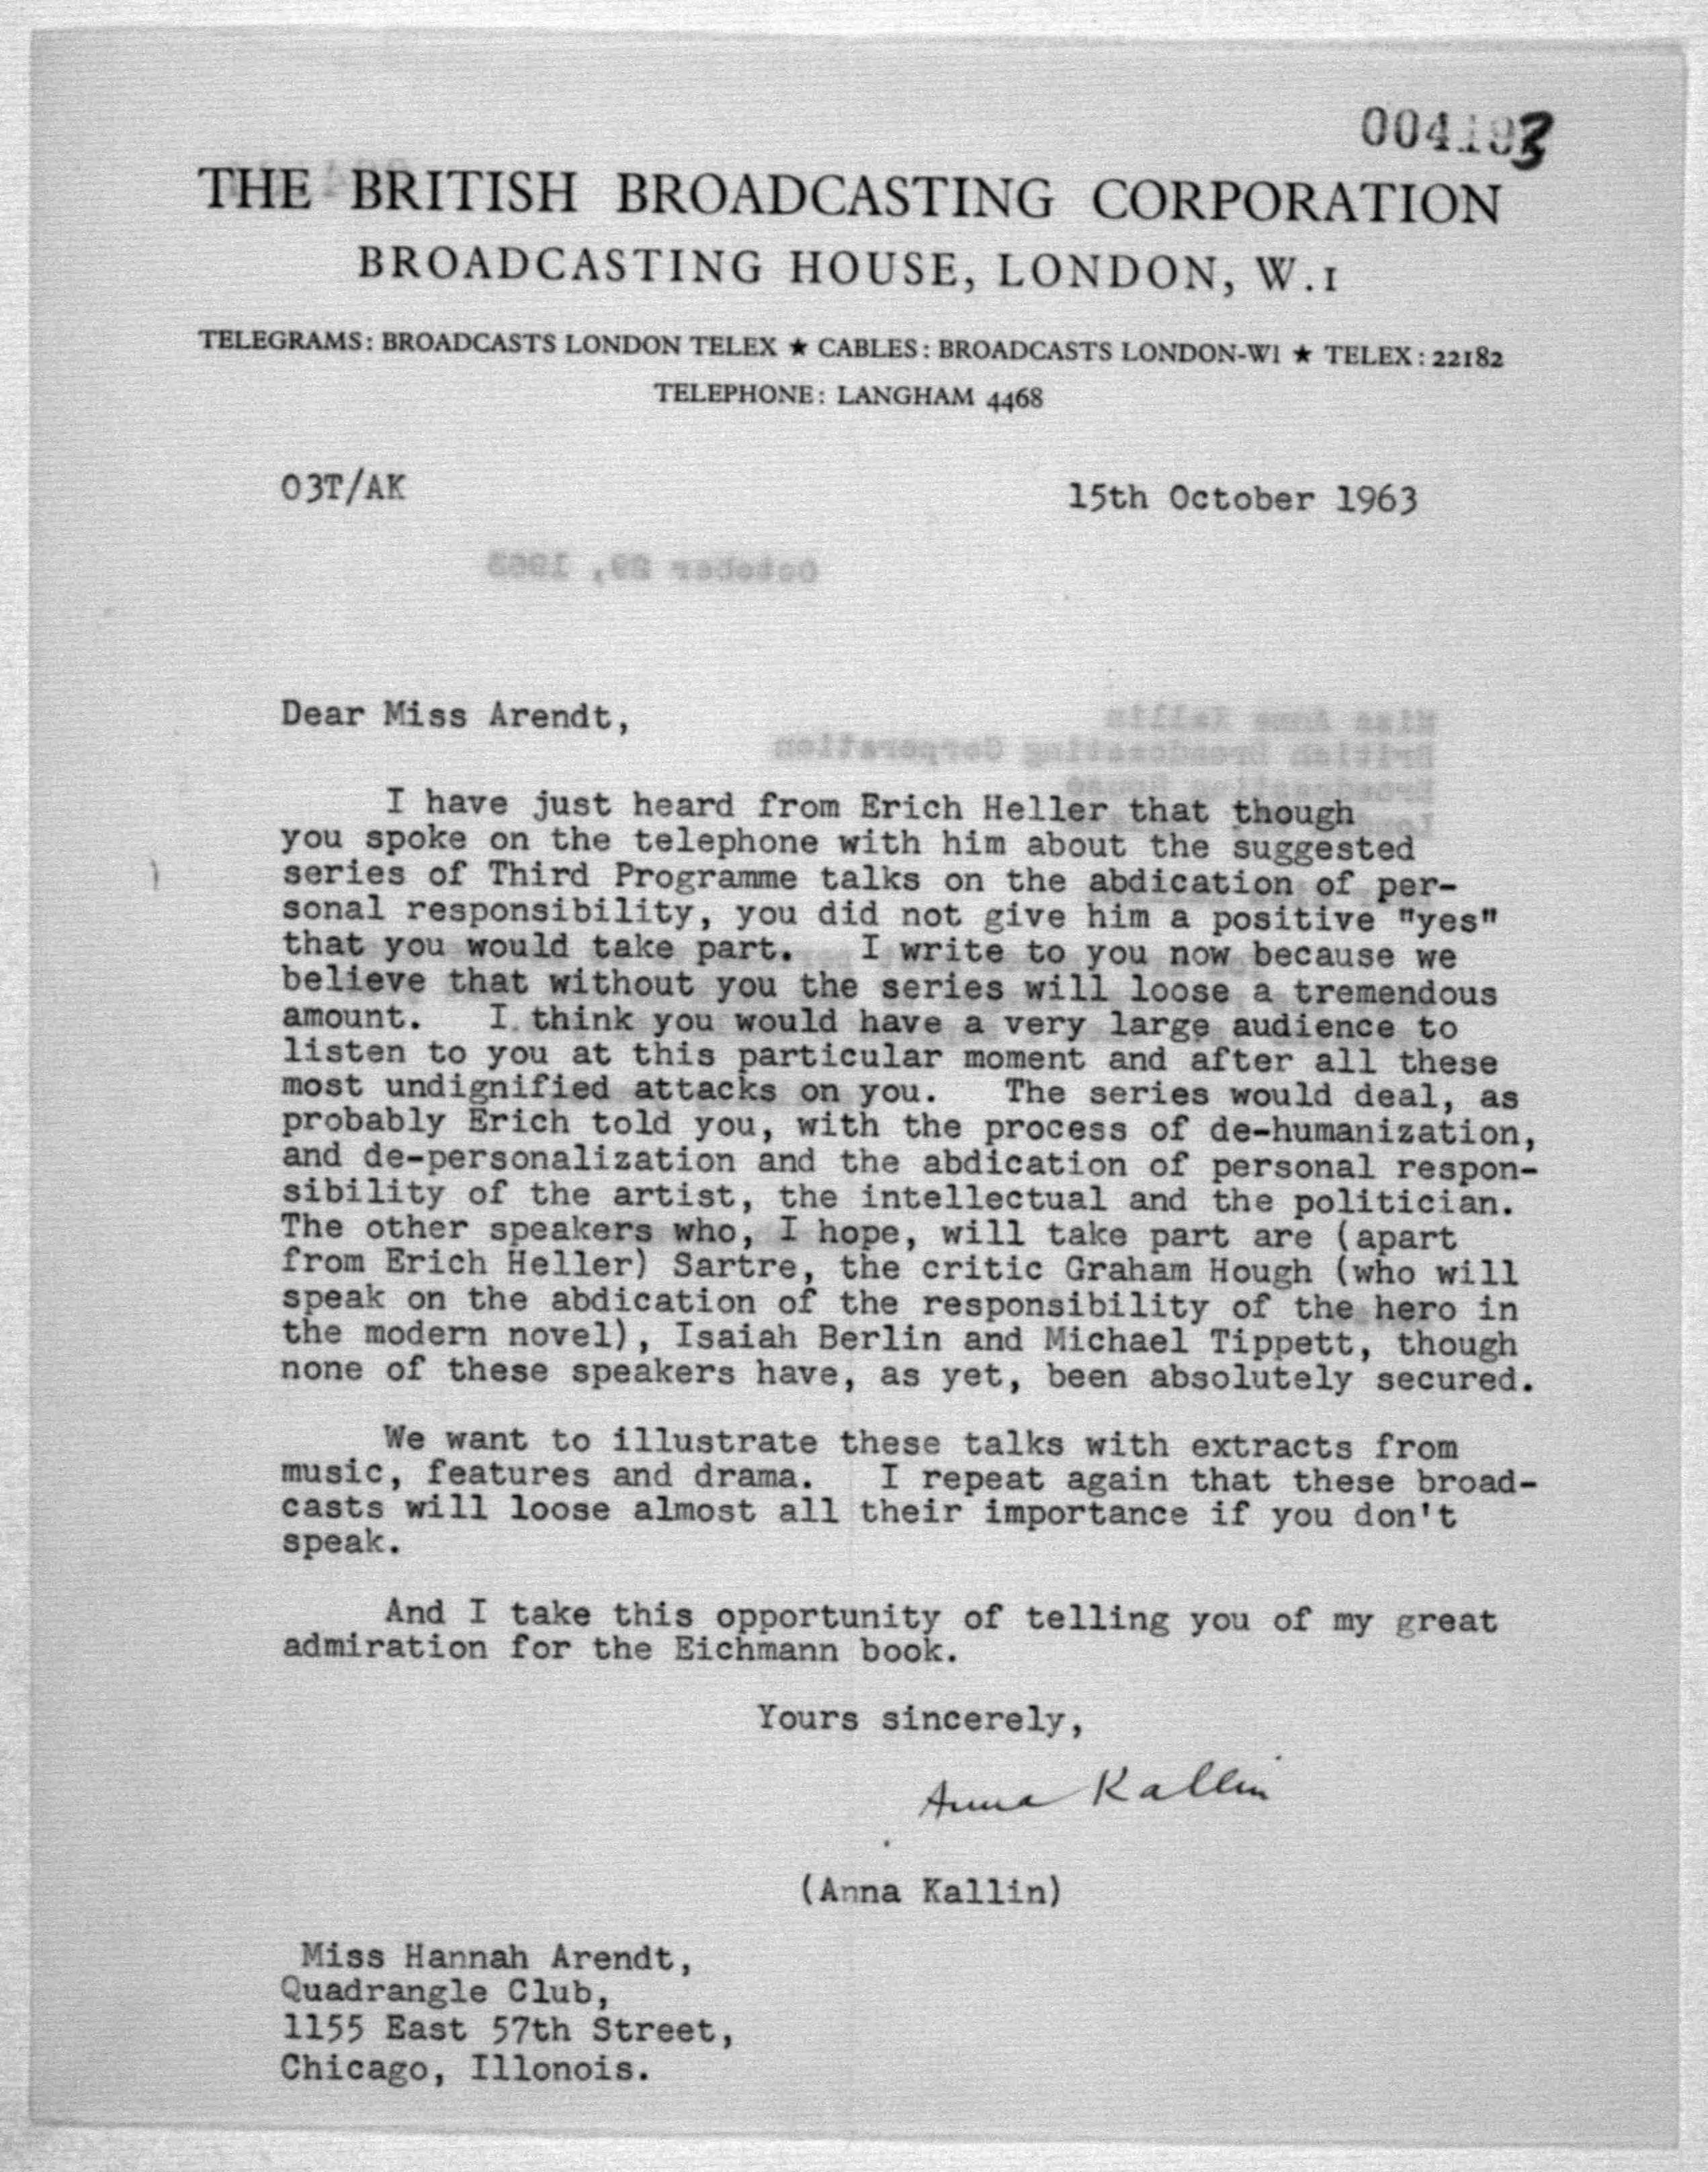 THE BRITISH BROADCASTING CORPORATION
BROADCASTING HOUSE, LONDON, W.1
TELEGRAMS: BROADCASTS LONDON TELEX ★ CABLES: BROADCASTS LONDON-W1 ★ TELEX: 22182
TELEPHONE: LANGHAM 4468
03T/AK
15th October 1963
October 29, 1963
Dear Miss Arendt,
Miss Anna Kallin
British Broadcasting Corporation
Broadcasting House
I have just heard from Erich Heller that though
you spoke on the telephone with him about the suggested
series of Third Programme talks on the abdication of per-
sonal responsibility, you did not give him a positive "yes"
that you would take part. I write to you now because we
believe that without you the series will loose a tremendous
amount. I think you would have a very large audience to
listen to you at this particular moment and after all these
most undignified attacks on you. The series would deal, as
probably Erich told you, with the process of de-humanization,
and de-personalization and the abdication of personal respon-
sibility of the artist, the intellectual and the politician.
The other speakers who, I hope, will take part are (apart
from Erich Heller) Sartre, the critic Graham Hough (who will
speak on the abdication of the responsibility of the hero in
the modern novel), Isaiah Berlin and Michael Tippett, though
none of these speakers have, as yet, been absolutely secured.
We want to illustrate these talks with extracts from
music, features and drama. I repeat again that these broad-
casts will loose almost all their importance if you don't
speak.
And I take this opportunity of telling you of my great
admiration for the Eichmann book.
Yours sincerely,
Anna Kallin
(Anna Kallin)
Miss Hannah Arendt,
Quadrangle Club,
1155 East 57th Street,
Chicago, Illonois.